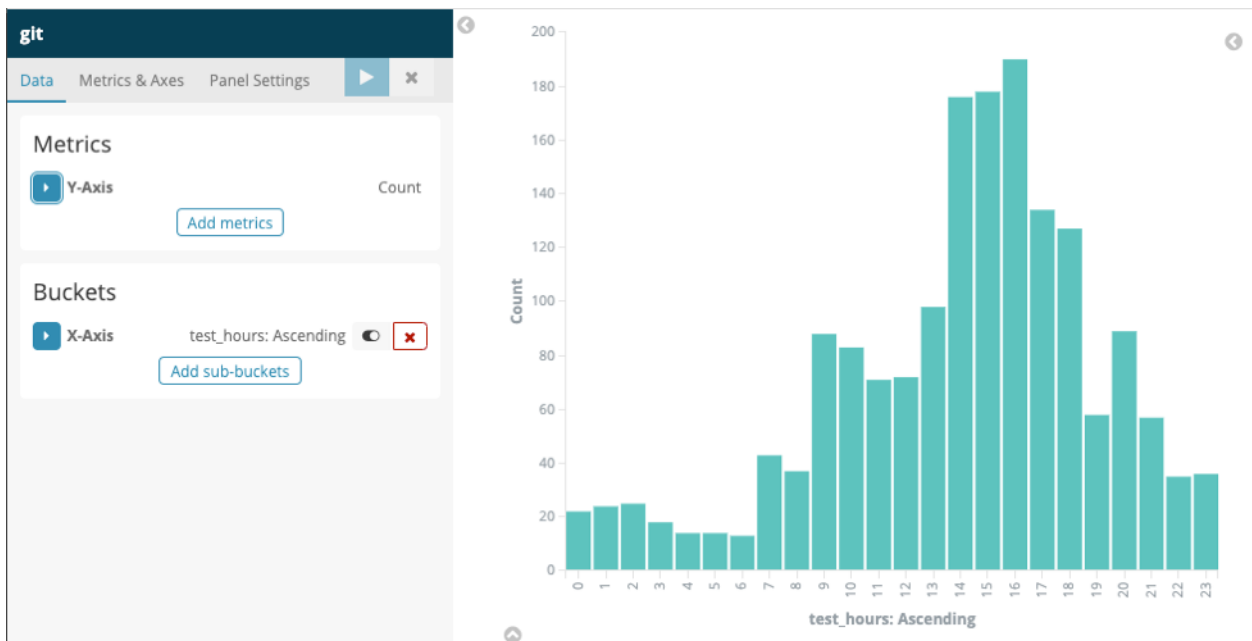 git
Data Metrics & Axes Panel Settings
Metrics
Y-Axis Count
Add metrics
Buckets
X-Axis test_hours: Ascending
Add sub-buckets
200
180
160
140
120
100
80
60
40
20
0
Count
0 1 2 3 4 5 6 7 8 9 10 11 12 13 14 15 16 17 18 19 20 21 22 23
test_hours: Ascending